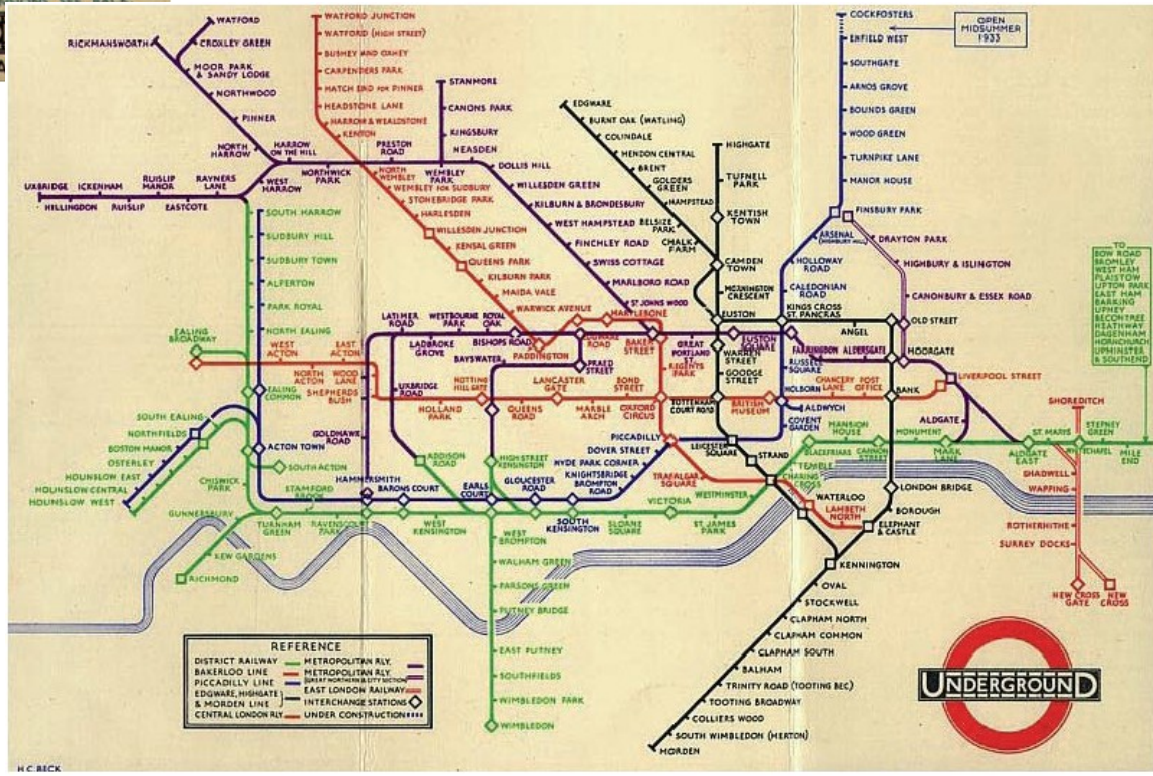 WATFORD
RICKMANSWORTH
CROXLEY GREEN
MOOR PARK
& SANDY LODGE
NORTHWOOD
PINNER
NORTH
HARROW
HARROW
ON THE HILL
NORTHWICK
PARK
PRESTON
ROAD
WEMBLEY
PARK
STANMORE
CANONS PARK
KINGSBURY
NEASDEN
DOLLIS HILL
WILLESDEN GREEN
KILBURN & BRONDESBURY
WEST HAMPSTEAD
FINCHLEY ROAD
SWISS COTTAGE
MARLBORO ROAD
ST JOHNS WOOD
WEST
HARROW
RAYNERS
LANE
EASTCOTE
RUISLIP
MANOR
RUISLIP
ICKENHAM
HILLINGDON
UXBRIDGE
WATFORD JUNCTION
WATFORD (HIGH STREET)
BUSHEY AND OXHEY
CARPENDERS PARK
HATCH END FOR PINNER
HEADSTONE LANE
HARROW & WEALDSTONE
KENTON
NORTH
WEMBLEY
WEMBLEY FOR SUDBURY
STONEBRIDGE PARK
HARLESDEN
WILLESDEN JUNCTION
KENSAL GREEN
QUEENS PARK
KILBURN PARK
MAIDA VALE
WARWICK AVENUE
PADDINGTON
EDGWARE
ROAD
MARYLEBONE
BAKER
STREET
REGENTS
PARK
EDGWARE
BURNT OAK (WATLING)
COLINDALE
HENDON CENTRAL
BRENT
GOLDERS
GREEN
HAMPSTEAD
BELSIZE
PARK
CHALK
FARM
HIGHGATE
TUFNELL
PARK
KENTISH
TOWN
CAMDEN
TOWN
MORNINGTON
CRESCENT
EUSTON
COCKFOSTERS
OPEN
MIDSUMMER
1933
ENFIELD WEST
SOUTHGATE
ARNOS GROVE
BOUNDS GREEN
WOOD GREEN
TURNPIKE LANE
MANOR HOUSE
FINSBURY PARK
ARSENAL
(HIGHBURY HILL)
HOLLOWAY
ROAD
CALEDONIAN
ROAD
KINGS CROSS
ST. PANCRAS
DRAYTON PARK
HIGHBURY & ISLINGTON
CANONBURY & ESSEX ROAD
OLD STREET
MOORGATE
ANGEL
TO
BOW ROAD
BROMLEY
WEST HAM
PLAISTOW
UPTON PARK
EAST HAM
BARKING
UPNEY
BECONTREE
HEATHWAY
DAGENHAM
HORNCHURCH
UPMINSTER
& SOUTHEND
SOUTH HARROW
SUDBURY HILL
SUDBURY TOWN
ALPERTON
PARK ROYAL
NORTH EALING
EALING
BROADWAY
WEST
ACTON
NORTH
ACTON
EAST
ACTON
WOOD
LANE
SHEPHERDS
BUSH
LATIMER
ROAD
LADBROKE
GROVE
WESTBOURNE
PARK
ROYAL
OAK
BISHOPS ROAD
BAYSWATER
PRAED
STREET
GREAT
PORTLAND
ST.
WARREN
STREET
EUSTON
SQUARE
FARRINGDON
ALDERSGATE
GOODGE
STREET
RUSSELL
SQUARE
UXBRIDGE
ROAD
NOTTING
HILL GATE
HOLLAND
PARK
QUEENS
ROAD
LANCASTER
GATE
MARBLE
ARCH
BOND
STREET
OXFORD
CIRCUS
TOTTENHAM
COURT ROAD
BRITISH
MUSEUM
HOLBORN
CHANCERY
LANE
POST
OFFICE
BANK
LIVERPOOL STREET
ALDWYCH
COVENT
GARDEN
EALING
COMMON
SOUTH EALING
NORTHFIELDS
BOSTON MANOR
OSTERLEY
HOUNSLOW EAST
HOUNSLOW CENTRAL
HOUNSLOW WEST
ACTON TOWN
SOUTH ACTON
CHISWICK
PARK
GOLDHAWK
ROAD
HAMMERSMITH
ADDISON
ROAD
HIGH STREET
KENSINGTON
PICCADILLY
DOVER STREET
HYDE PARK CORNER
KNIGHTSBRIDGE
BROMPTON
ROAD
LEICESTER
SQUARE
STRAND
TRAFALGAR
SQUARE
MANSION
HOUSE
BLACKFRIARS
CANNON
STREET
TEMPLE
CHARING
CROSS
MONUMENT
MARK
LANE
ALDGATE
ALDGATE
EAST
ST. MARYS
WHITECHAPEL
STEPNEY
GREEN
MILE
END
SHOREDITCH
SHADWELL
WAPPING
ROTHERHITHE
SURREY DOCKS
NEW CROSS
GATE
NEW
CROSS
GUNNERSBURY
KEW GARDENS
RICHMOND
TURNHAM
GREEN
STAMFORD
BROOK
RAVENSCOURT
PARK
BARONS COURT
WEST
KENSINGTON
EARLS
COURT
GLOUCESTER
ROAD
SOUTH
KENSINGTON
SLOANE
SQUARE
VICTORIA
ST. JAMES
PARK
WESTMINSTER
WATERLOO
LAMBETH
NORTH
LONDON BRIDGE
BOROUGH
ELEPHANT
& CASTLE
KENNINGTON
OVAL
STOCKWELL
CLAPHAM NORTH
CLAPHAM COMMON
CLAPHAM SOUTH
BALHAM
TRINITY ROAD (TOOTING BEC)
TOOTING BROADWAY
COLLIERS WOOD
SOUTH WIMBLEDON (MERTON)
MORDEN
WEST
BROMPTON
WALHAM GREEN
PARSONS GREEN
PUTNEY BRIDGE
EAST PUTNEY
SOUTHFIELDS
WIMBLEDON PARK
WIMBLEDON
REFERENCE
DISTRICT RAILWAY
BAKERLOO LINE
PICCADILLY LINE
EDGWARE, HIGHGATE
& MORDEN LINE
CENTRAL LONDON RLY.
METROPOLITAN RLY.
METROPOLITAN RLY.
(GREAT NORTHERN & CITY SECTION)
EAST LONDON RAILWAY
INTERCHANGE STATIONS
UNDER CONSTRUCTION
UNDERGROUND
H.C. BECK